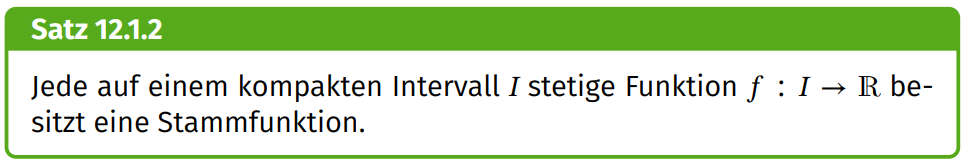 Satz 12.1.2
Jede auf einem kompakten Intervall I stetige Funktion f : I → ℝ be-
sitzt eine Stammfunktion.